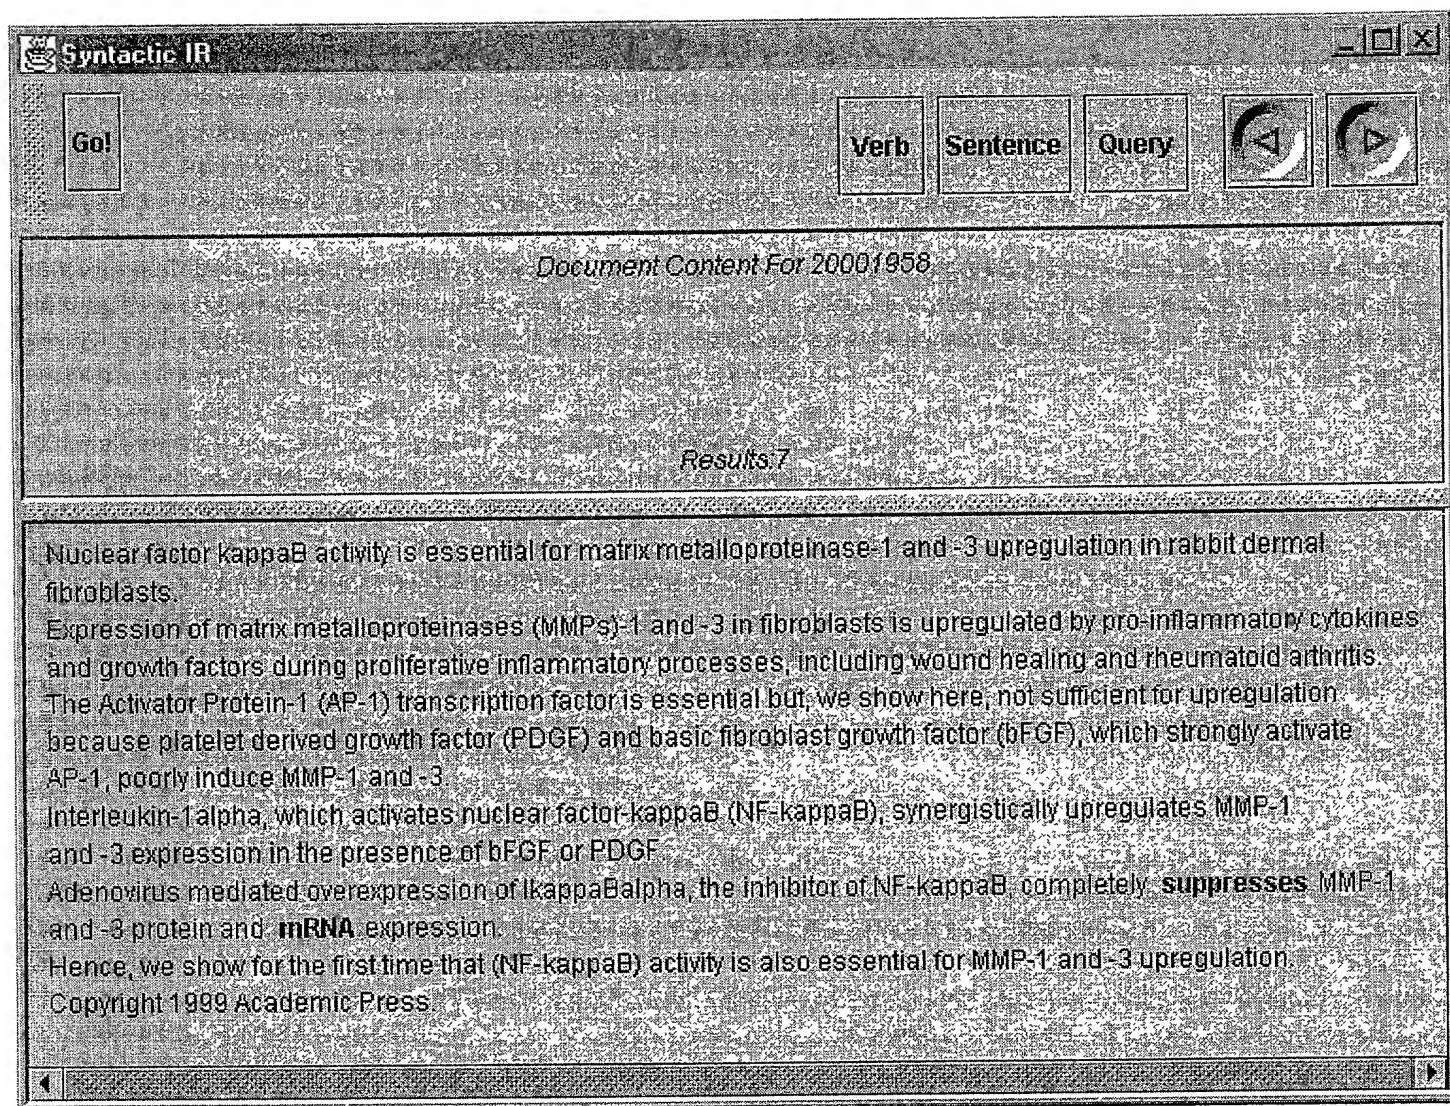 Syntactic IR
Go!
Verb
Sentence
Query
Document Content For 20001958
Results:7
Nuclear factor kappaB activity is essential for matrix metalloproteinase-1 and -3 upregulation in rabbit dermal
fibroblasts.
Expression of matrix metalloproteinases (MMPs)-1 and -3 in fibroblasts is upregulated by pro-inflammatory cytokines
and growth factors during proliferative inflammatory processes, including wound healing and rheumatoid arthritis.
The Activator Protein-1 (AP-1) transcription factor is essential but, we show here, not sufficient for upregulation
because platelet derived growth factor (PDGF) and basic fibroblast growth factor (bFGF), which strongly activate
AP-1, poorly induce MMP-1 and -3.
Interleukin-1alpha, which activates nuclear factor-kappaB (NF-kappaB), synergistically upregulates MMP-1
and -3 expression in the presence of bFGF or PDGF.
Adenovirus mediated overexpression of IkappaBalpha, the inhibitor of NF-kappaB, completely suppresses MMP-1
and -3 protein and mRNA expression.
Hence, we show for the first time that (NF-kappaB) activity is also essential for MMP-1 and -3 upregulation.
Copyright 1999 Academic Press.